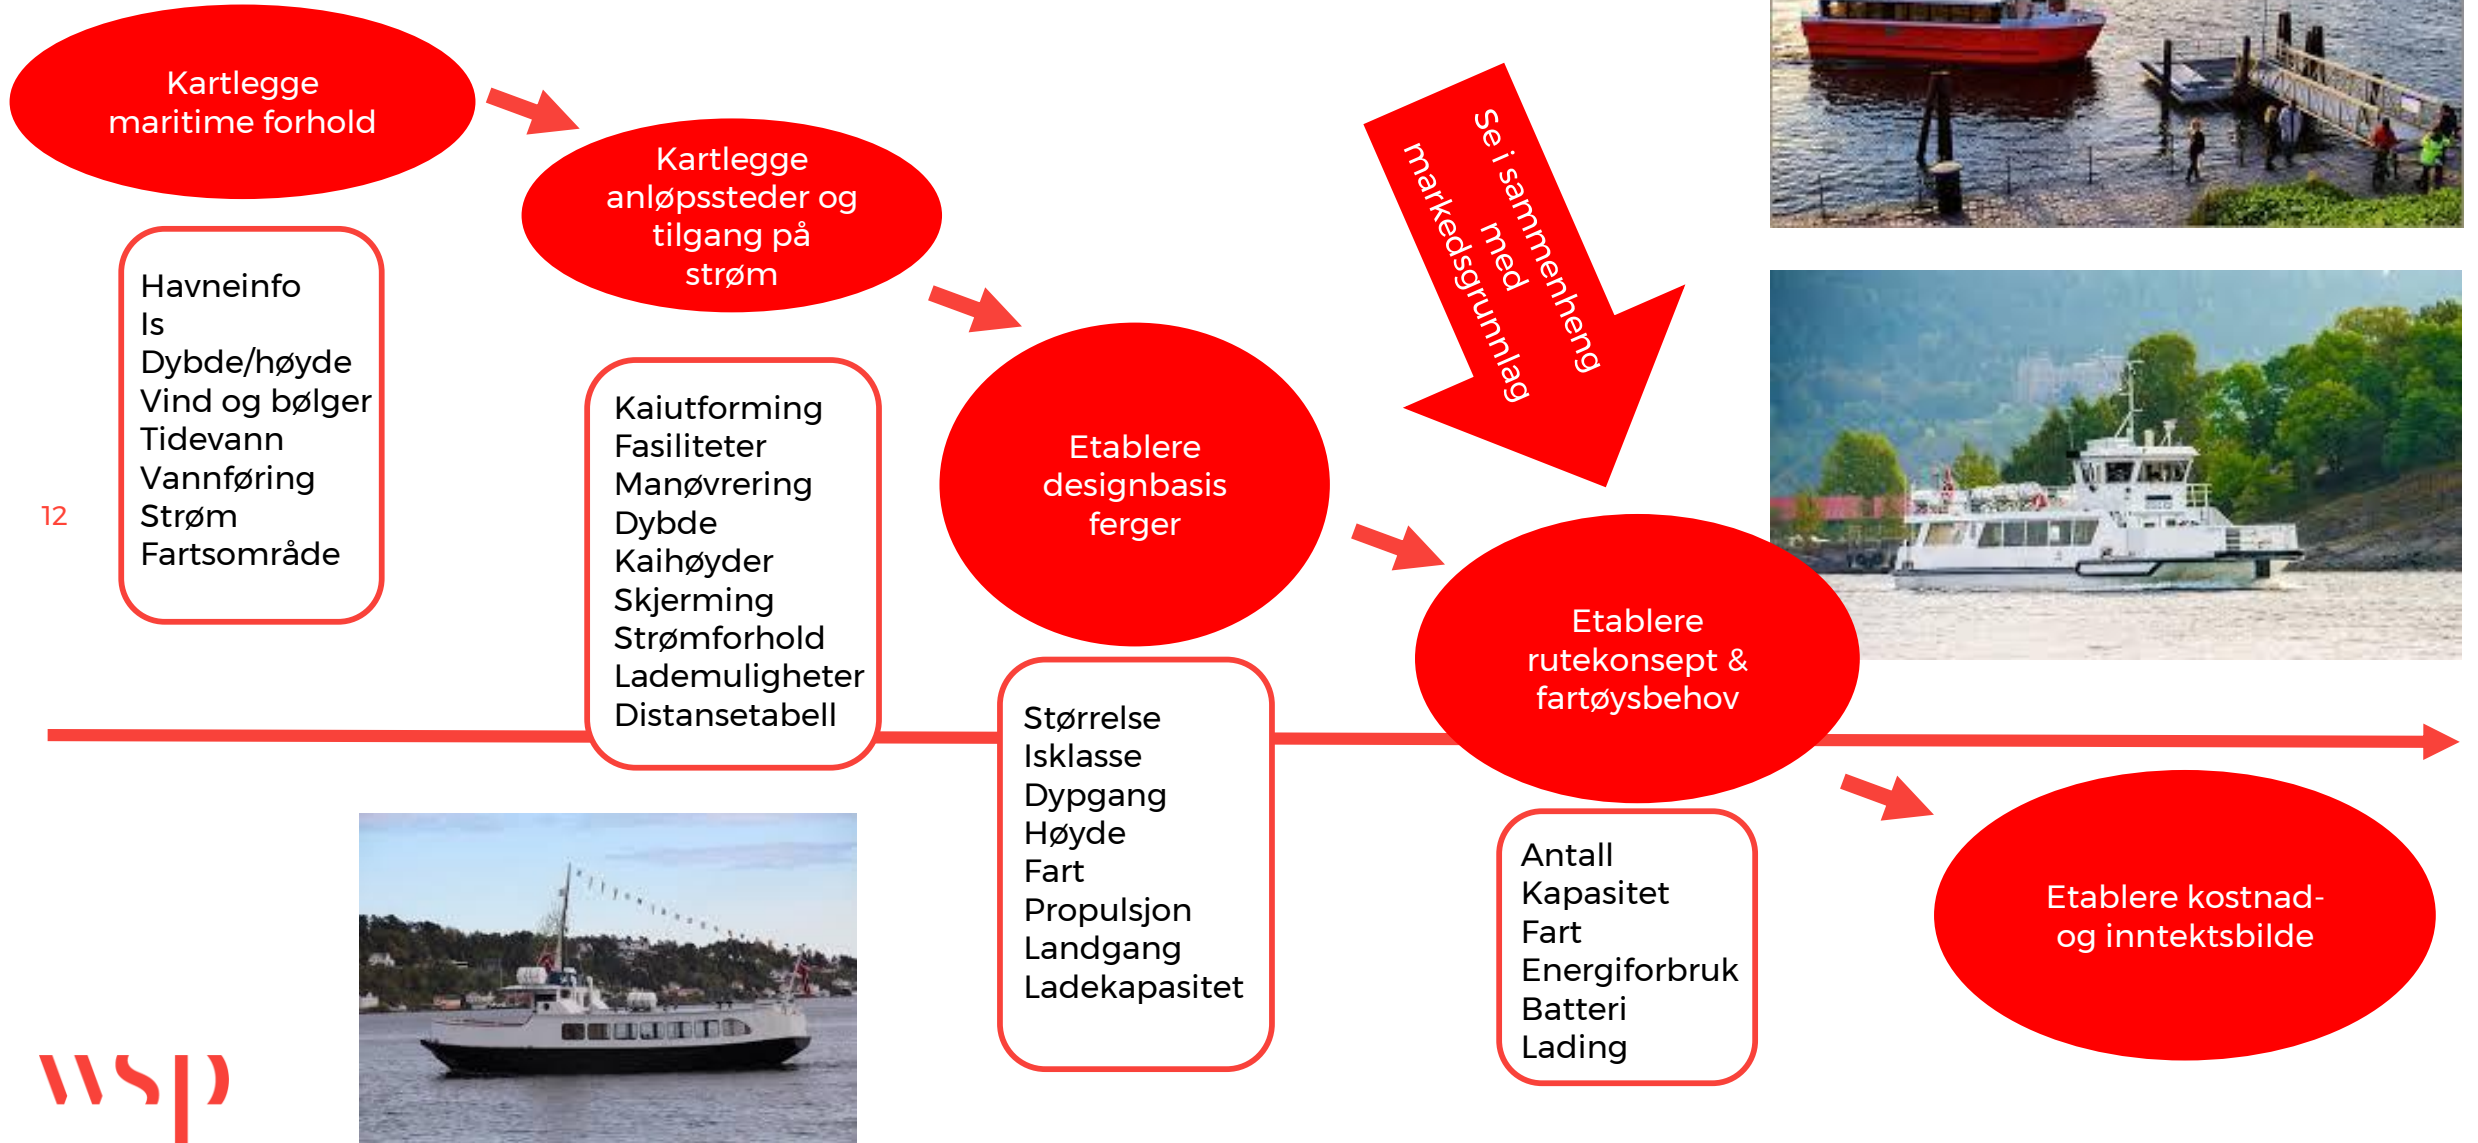 Kartlegge
maritime forhold
Havneinfo
Is
Dybde/høyde
Vind og bølger
Tidevann
Vannføring
Strøm
Fartsområde
12
Kartlegge
anløpssteder og
tilgang på
strøm
Kaiutforming
Fasiliteter
Manøvrering
Dybde
Kaihøyder
Skjerming
Strømforhold
Lademuligheter
Distansetabell
Etablere
designbasis
ferger
Størrelse
Isklasse
Dypgang
Høyde
Fart
Propulsjon
Landgang
Ladekapasitet
Se i sammenheng
med
markedsgrunnlag
Etablere
rutekonsept &
fartøysbehov
Antall
Kapasitet
Fart
Energiforbruk
Batteri
Lading
Etablere kostnad-
og inntektsbilde
wsp